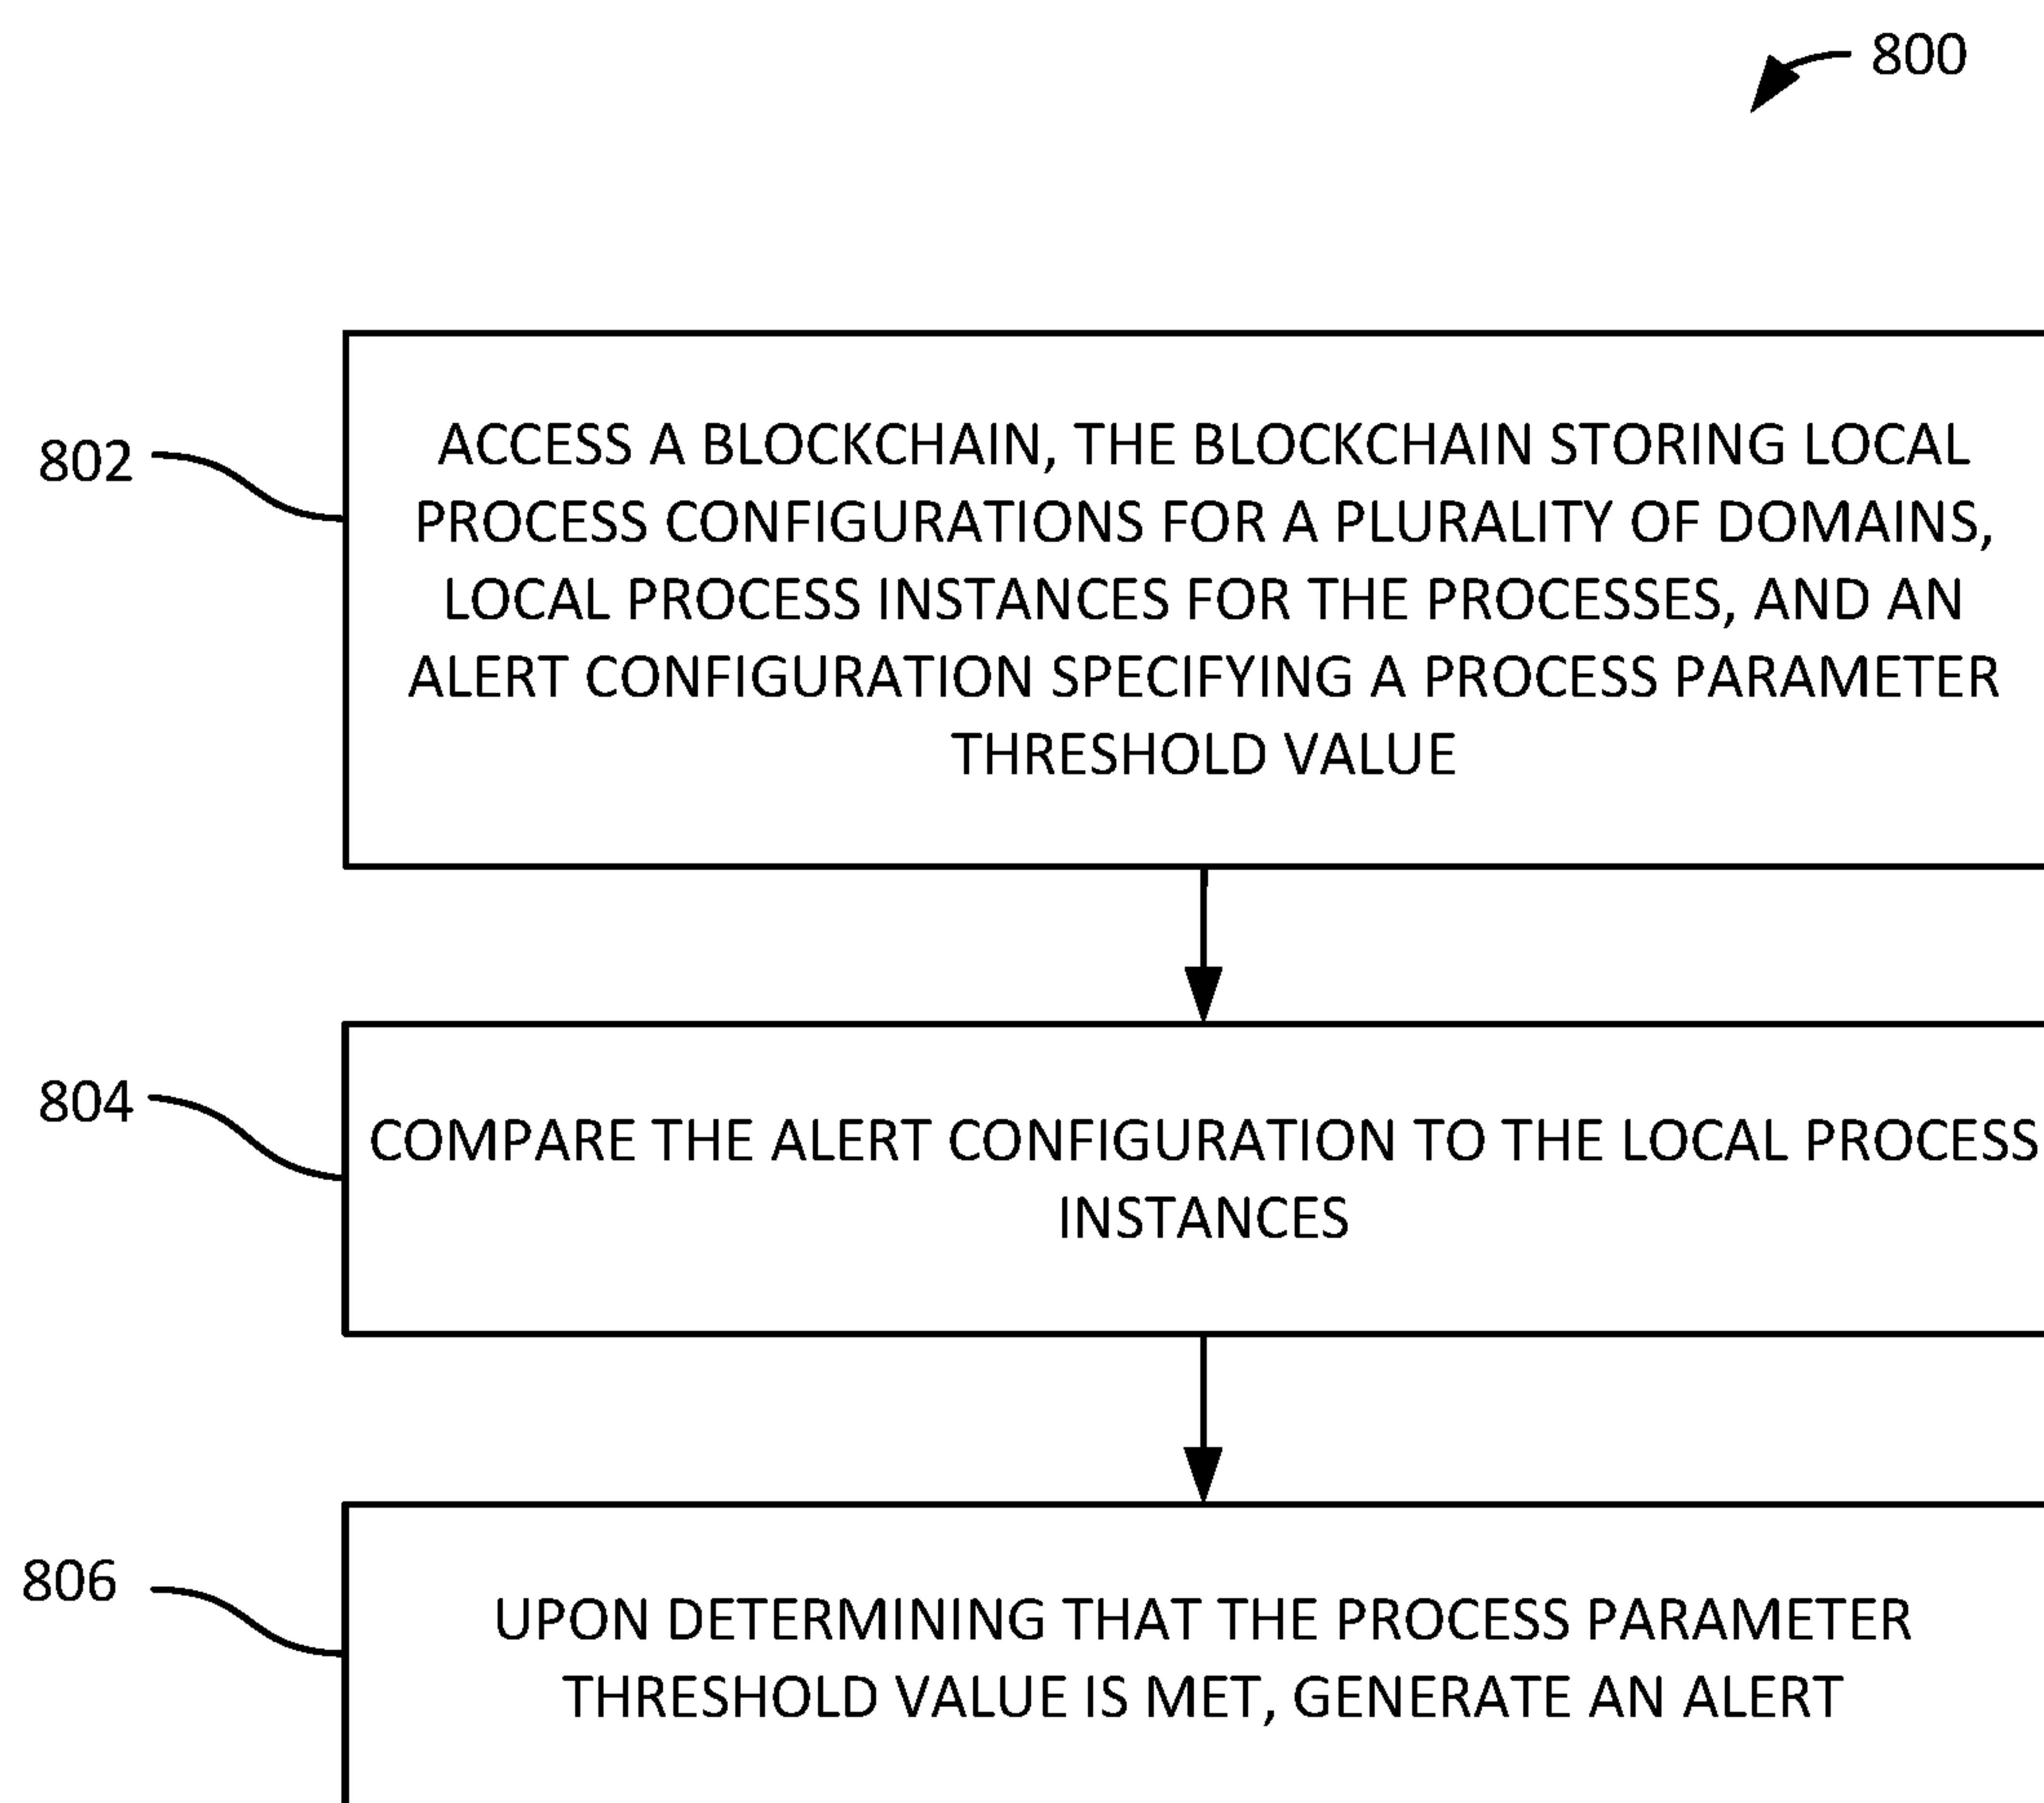 800
802
ACCESS A BLOCKCHAIN, THE BLOCKCHAIN STORING LOCAL
PROCESS CONFIGURATIONS FOR A PLURALITY OF DOMAINS,
LOCAL PROCESS INSTANCES FOR THE PROCESSES, AND AN
ALERT CONFIGURATION SPECIFYING A PROCESS PARAMETER
THRESHOLD VALUE
804
COMPARE THE ALERT CONFIGURATION TO THE LOCAL PROCESS
INSTANCES
806
UPON DETERMINING THAT THE PROCESS PARAMETER
THRESHOLD VALUE IS MET, GENERATE AN ALERT